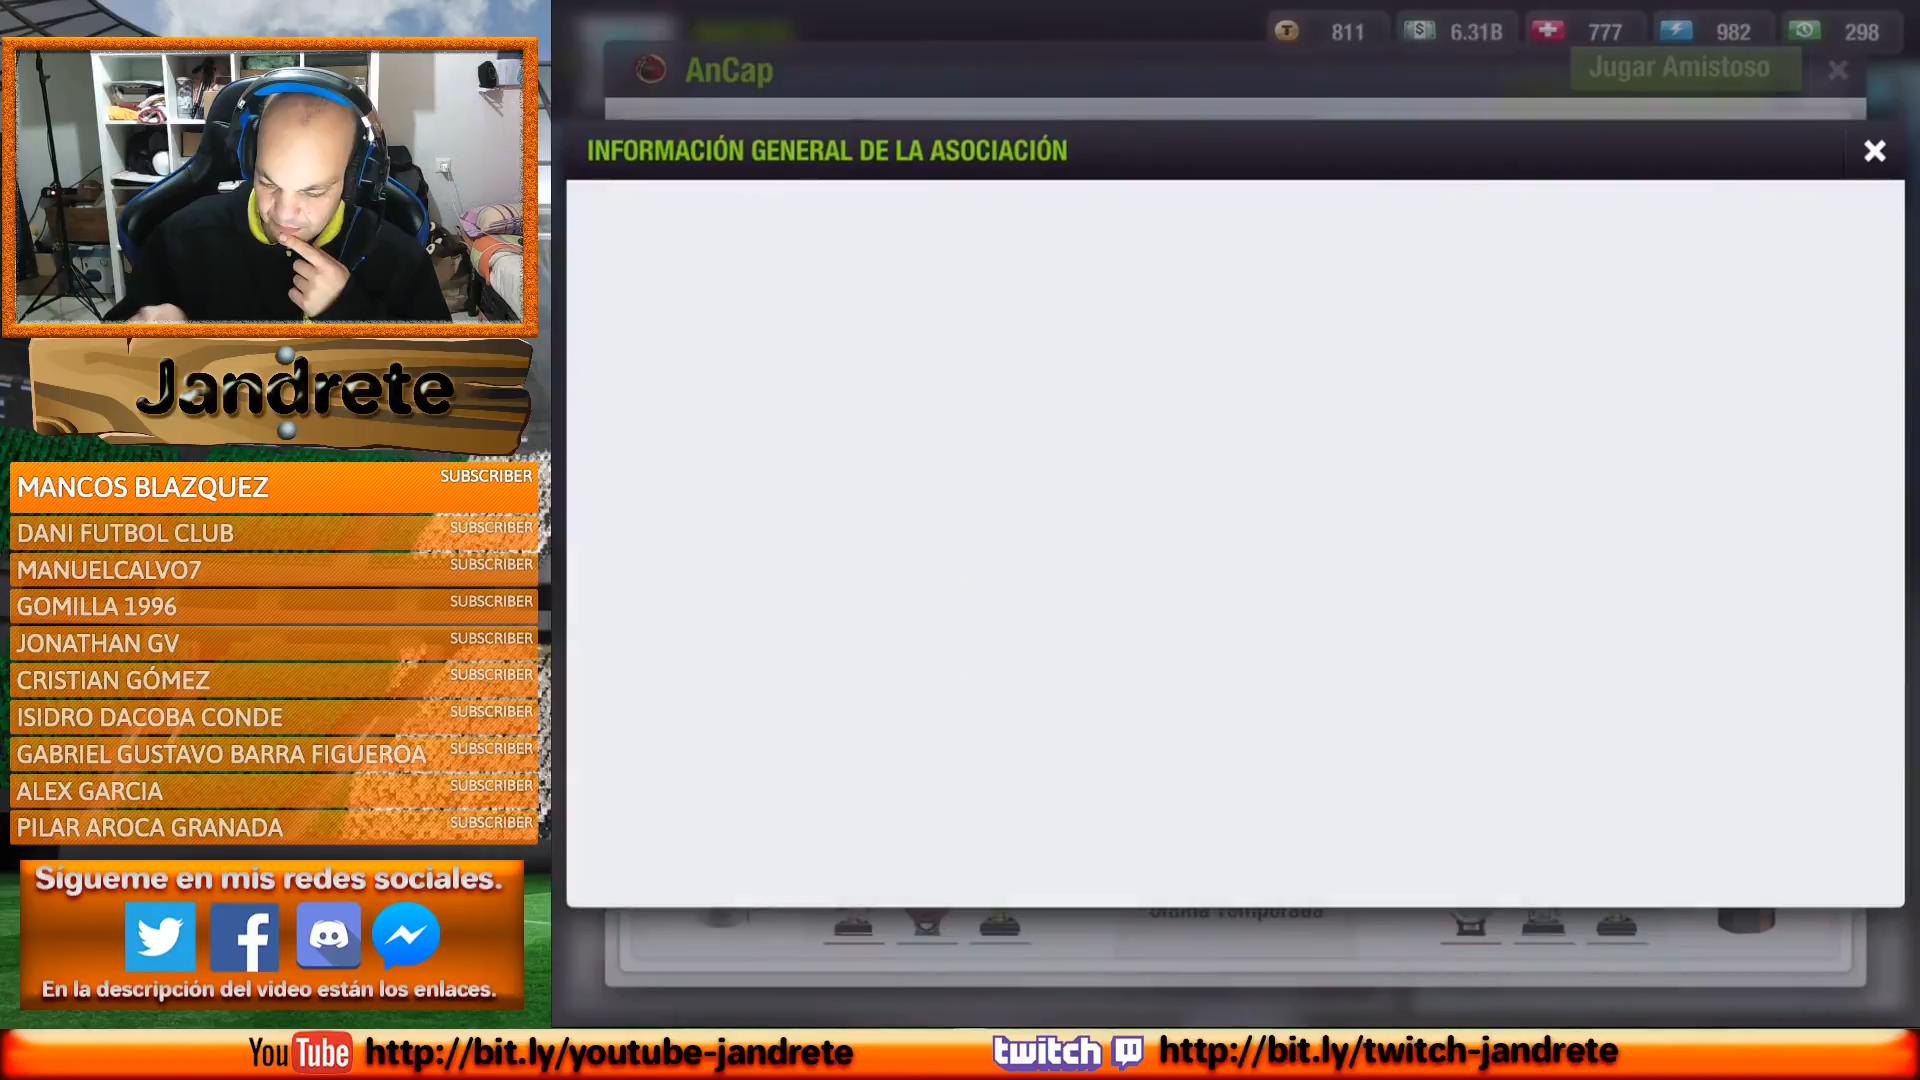 811
6.31B
777
982
298
AnCap
Jugar Amistoso
INFORMACIÓN GENERAL DE LA ASOCIACIÓN
Jandrete
MANCOS BLAZQUEZ SUBSCRIBER
DANI FUTBOL CLUB SUBSCRIBER
MANUELCALVO7 SUBSCRIBER
GOMILLA 1996 SUBSCRIBER
JONATHAN GV SUBSCRIBER
CRISTIAN GÓMEZ SUBSCRIBER
ISIDRO DACOBA CONDE SUBSCRIBER
GABRIEL GUSTAVO BARRA FIGUEROA SUBSCRIBER
ALEX GARCIA SUBSCRIBER
PILAR AROCA GRANADA SUBSCRIBER
Temporada
Sígueme en mis redes sociales.
En la descripción del video están los enlaces.
YouTube http://bit.ly/youtube-jandrete
twitch http://bit.ly/twitch-jandrete